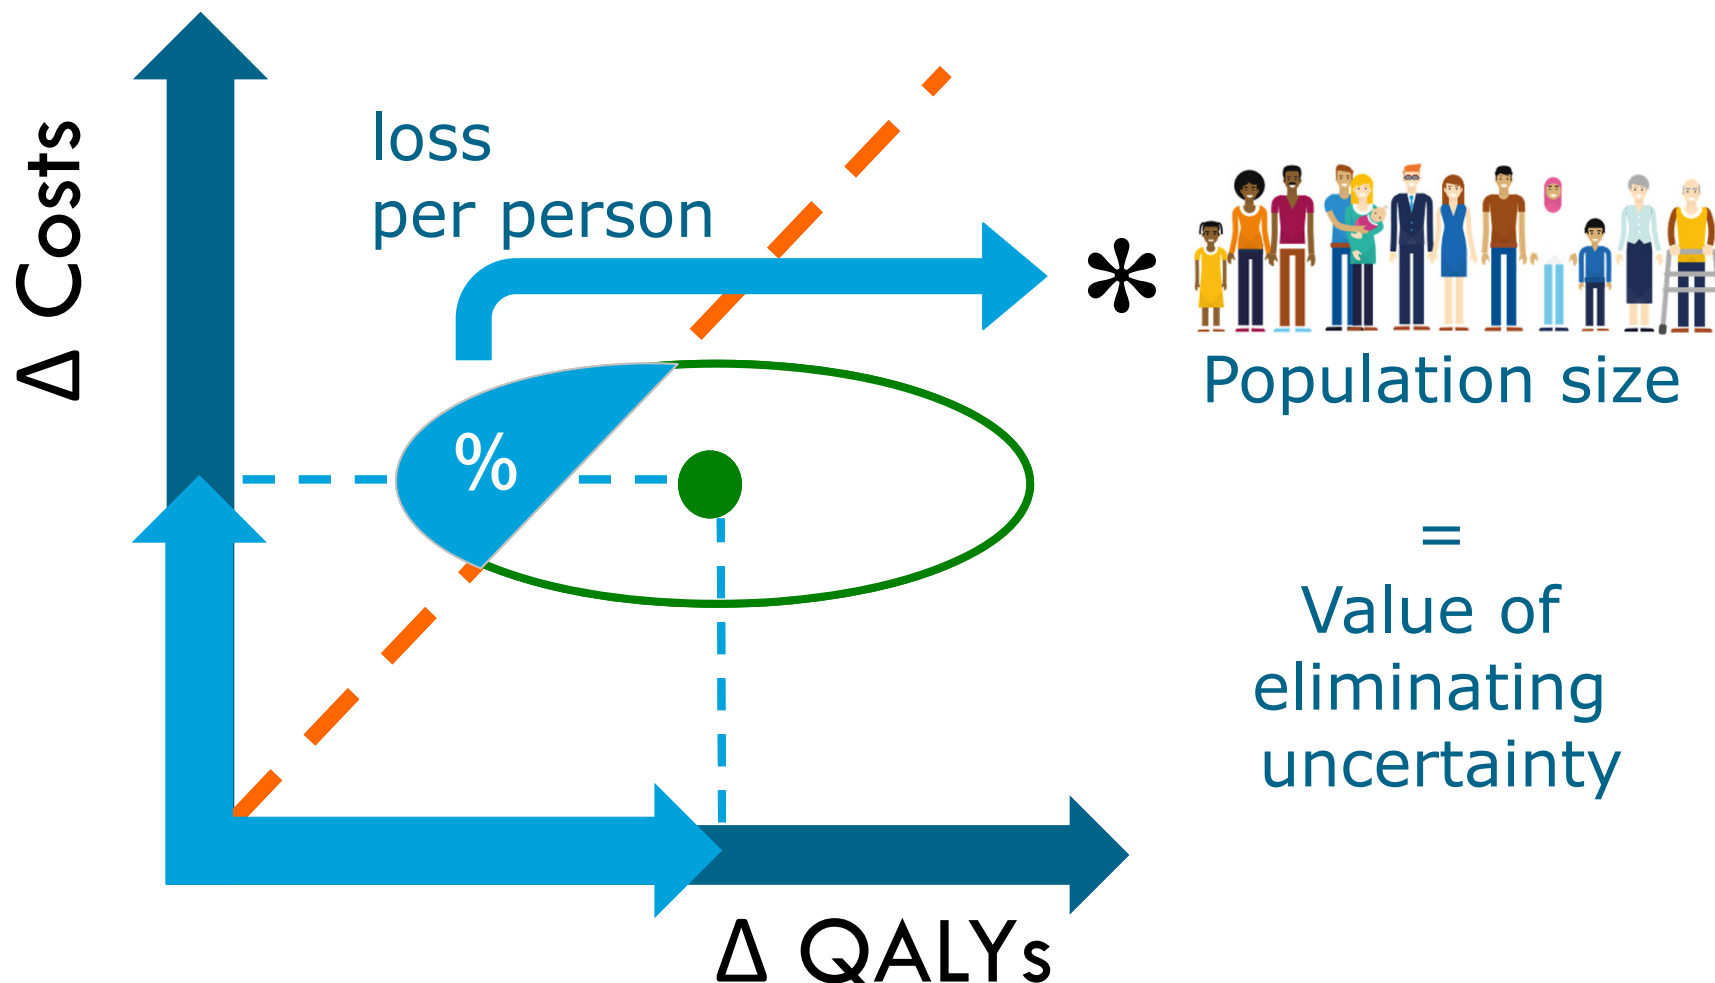 Δ Costs
loss
per person
%
*
Population size
=
Value of
eliminating
uncertainty
Δ QALYs